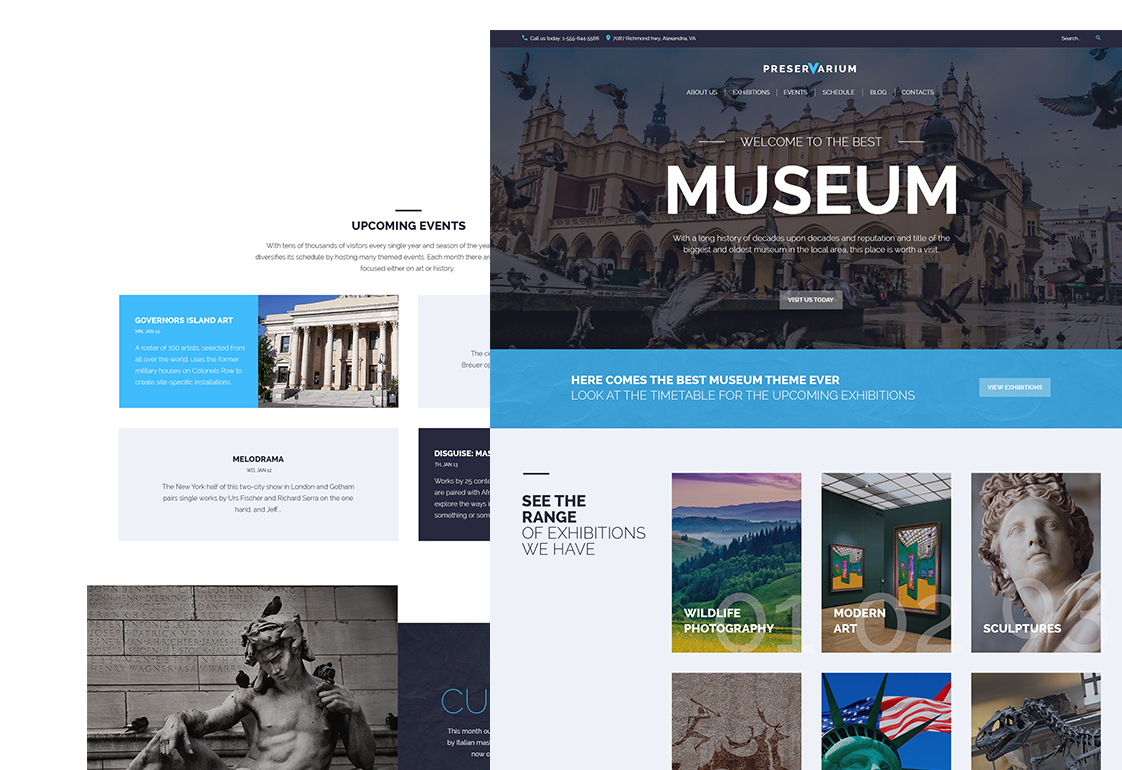 Call us today: 1-555-644-5566
7087 Richmond hwy, Alexandria, VA
Search...
PRESERVARIUM
ABOUT US
EXHIBITIONS
EVENTS
SCHEDULE
BLOG
CONTACTS
WELCOME TO THE BEST
MUSEUM
With a long history of decades upon decades and reputation and title of the
biggest and oldest museum in the local area, this place is worth a visit.
VISIT US TODAY
HERE COMES THE BEST MUSEUM THEME EVER
LOOK AT THE TIMETABLE FOR THE UPCOMING EXHIBITIONS
VIEW EXHIBITIONS
SEE THE
RANGE
OF EXHIBITIONS
WE HAVE
01
WILDLIFE
PHOTOGRAPHY
02
MODERN
ART
03
SCULPTURES
UPCOMING EVENTS
With tens of thousands of visitors every single year and season of the yea
diversifies its schedule by hosting many themed events. Each month there ar
focused either on art or history.
GOVERNORS ISLAND ART
MN, JAN 10
A roster of 100 artists, selected from
all over the world, uses the former
military houses on Colonels Row to
create site-specific installations.
The ce
Breuer op
MELODRAMA
WD, JAN 12
The New York half of this two-city show in London and Gotham
pairs single works by Urs Fischer and Richard Serra on the one
hand, and Jeff...
DISGUISE: MAS
TH, JAN 13
Works by 25 conte
are paired with Afr
explore the ways i
something or som
CU
This month ou
by Italian mas
now o